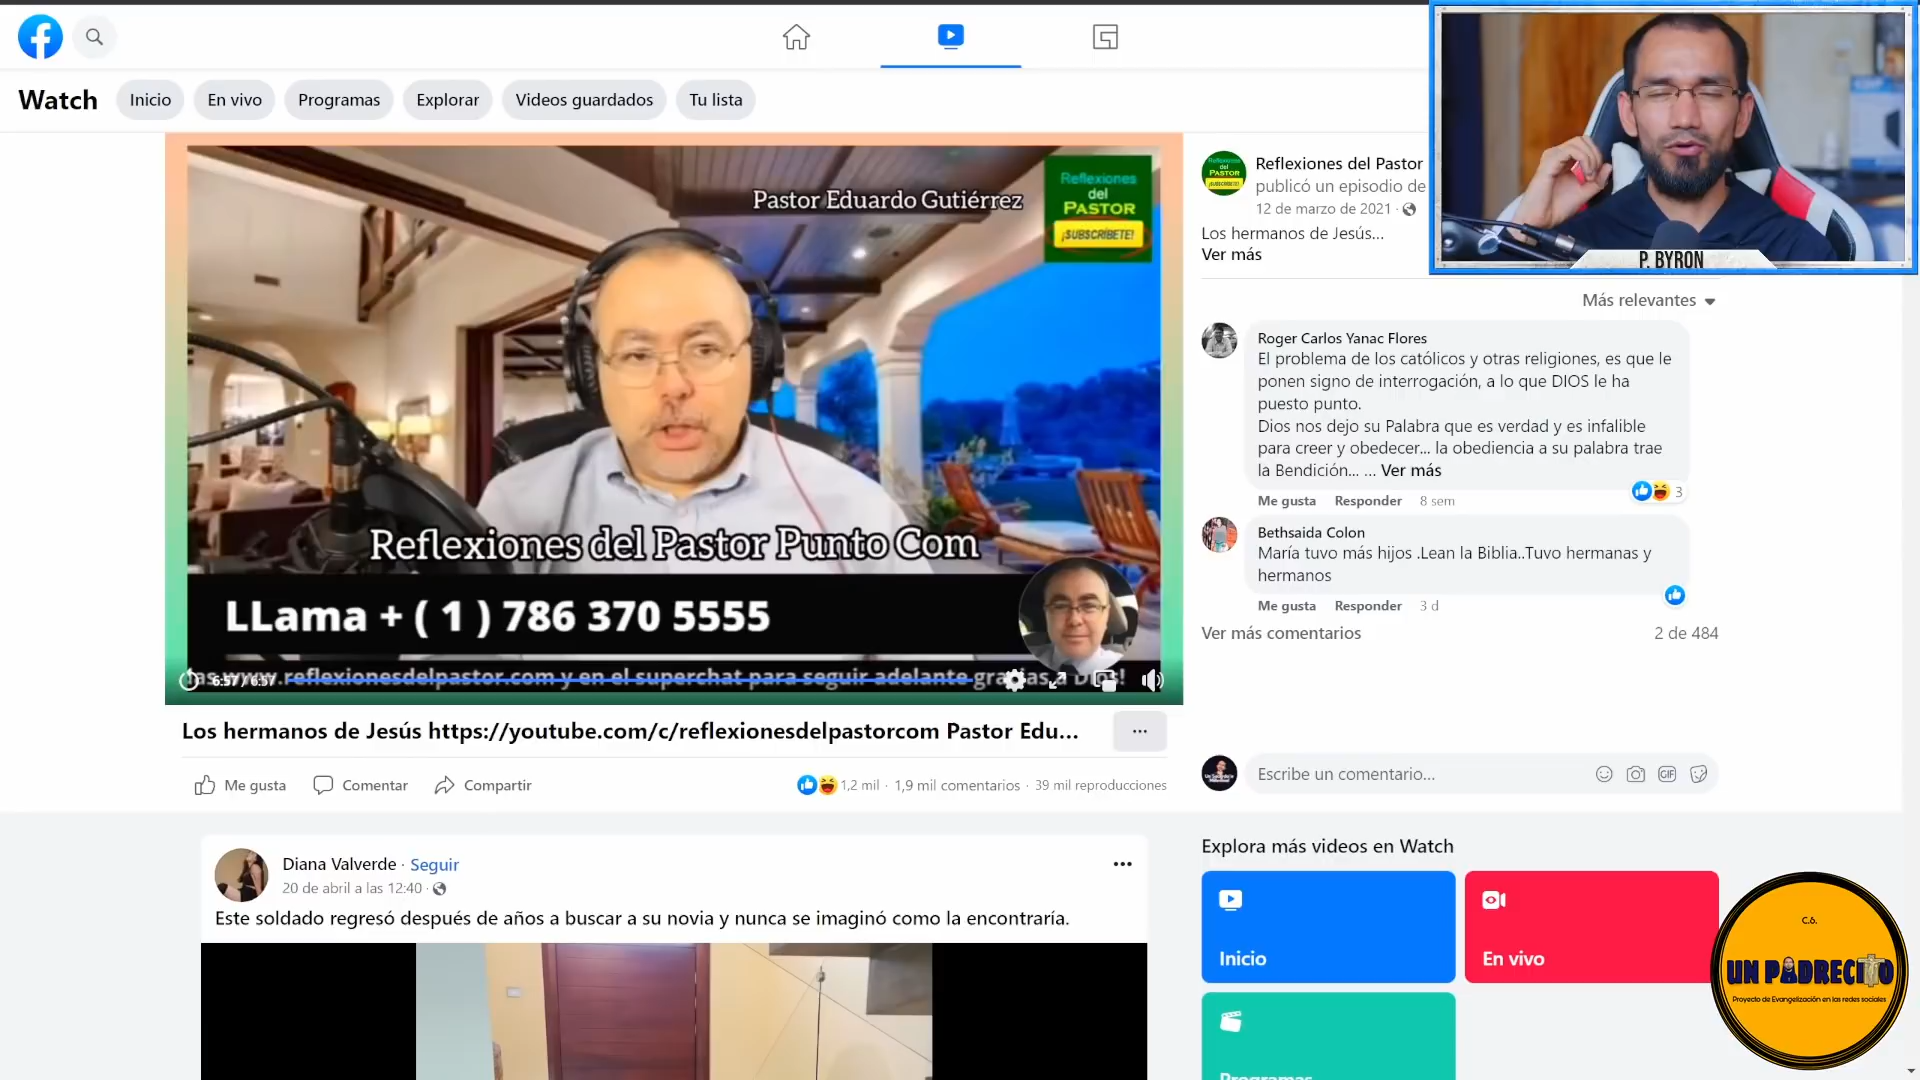 Watch
Inicio
En vivo
Programas
Explorar
Videos guardados
Tu lista
Pastor Eduardo Gutiérrez
Reflexiones
del
PASTOR
¡SUBSCRÍBETE!
Reflexiones del Pastor Punto Com
LLama + ( 1 ) 786 370 5555
www.reflexionesdelpastor.com y en el superchat para seguir adelante gracias a Dios!
6:57 / 6:57
Los hermanos de Jesús https://youtube.com/c/reflexionesdelpastorcom Pastor Edu...
Me gusta
Comentar
Compartir
1,2 mil · 1,9 mil comentarios · 39 mil reproducciones
Reflexiones del Pastor
publicó un episodio de
12 de marzo de 2021 ·
Los hermanos de Jesús...
Ver más
P. BYRON
Más relevantes
Roger Carlos Yanac Flores
El problema de los católicos y otras religiones, es que le
ponen signo de interrogación, a lo que DIOS le ha
puesto punto.
Dios nos dejo su Palabra que es verdad y es infalible
para creer y obedecer... la obediencia a su palabra trae
la Bendición... ... Ver más
3
Me gusta Responder 8 sem
Bethsaida Colon
María tuvo más hijos .Lean la Biblia..Tuvo hermanas y
hermanos
Me gusta Responder 3 d
Ver más comentarios
2 de 484
Escribe un comentario...
GIF
Diana Valverde · Seguir
20 de abril a las 12:40 ·
Este soldado regresó después de años a buscar a su novia y nunca se imaginó como la encontraría.
Explora más videos en Watch
Inicio
En vivo
Programas
C.S.
UN PADRECITO
Proyecto de Evangelización en las redes sociales